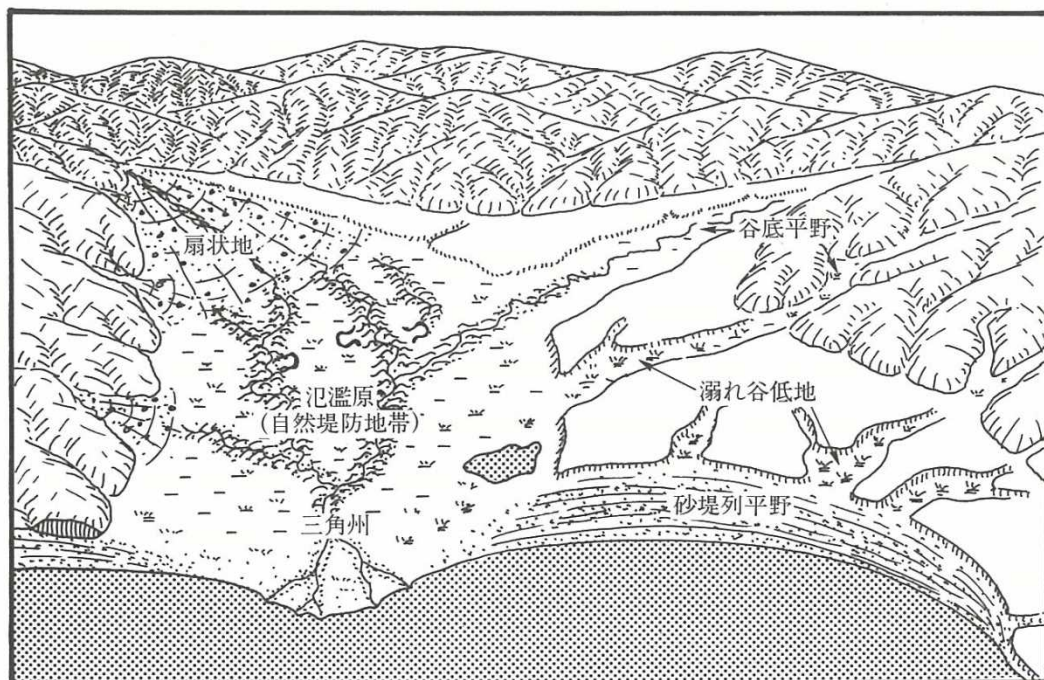 扇状地
谷底平野
氾濫原
(自然堤防地帯)
溺れ谷低地
砂堤列平野
三角州